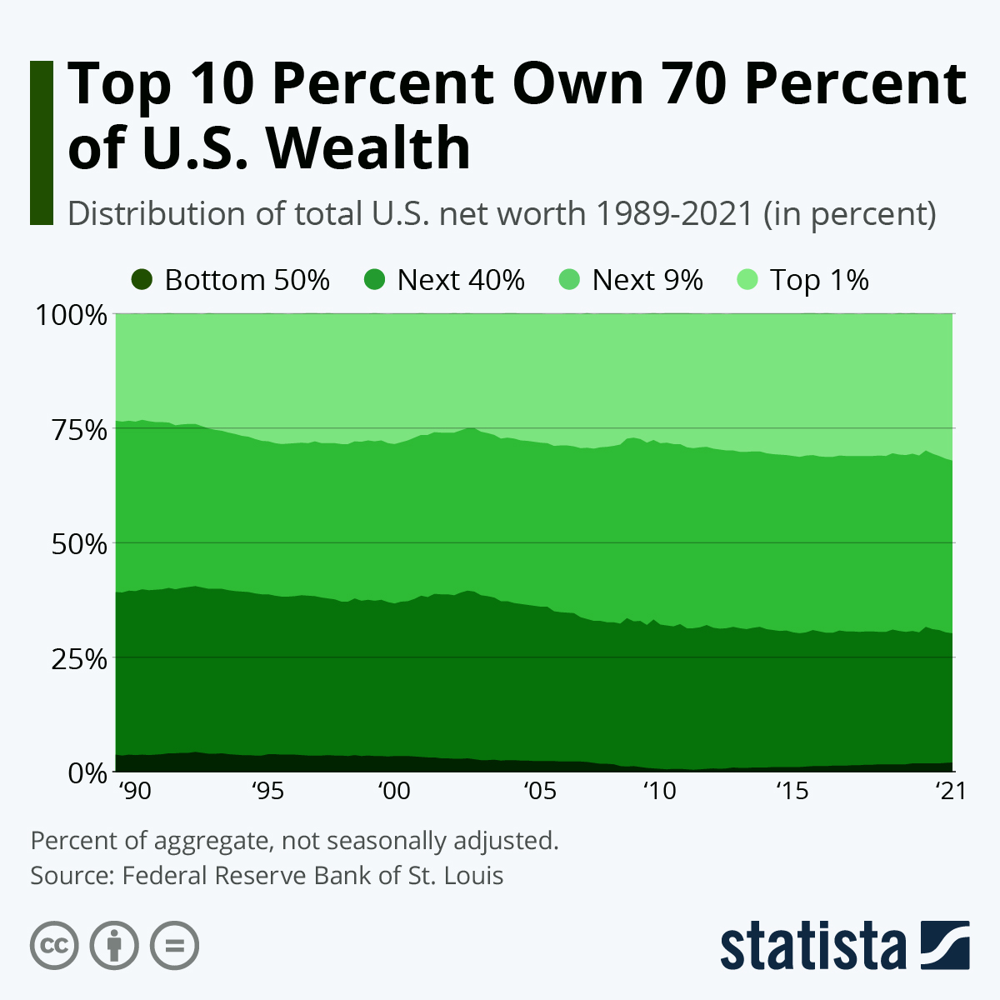 Top 10 Percent Own 70 Percent
of U.S. Wealth
Distribution of total U.S. net worth 1989-2021 (in percent)
Bottom 50% Next 40% Next 9% Top 1%
100%
75%
50%
25%
0%
‘90 ‘95 ‘00 ‘05 ‘10 ‘15 ‘21
Percent of aggregate, not seasonally adjusted.
Source: Federal Reserve Bank of St. Louis
cc
statista